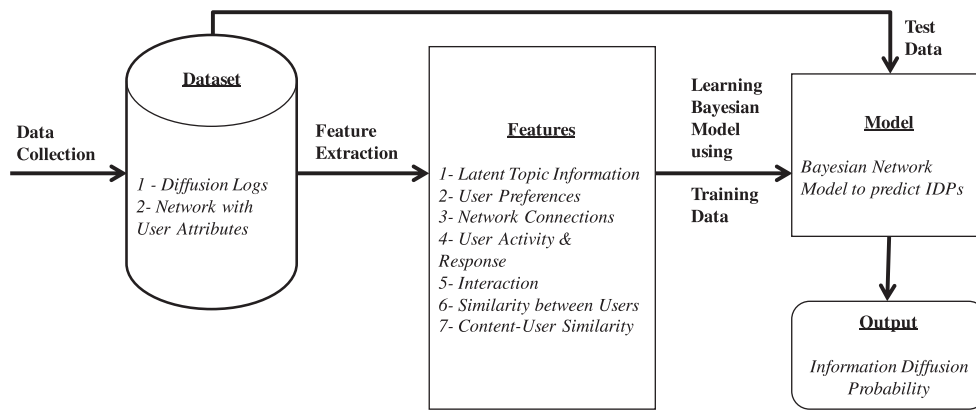 Data
Collection
Dataset
1 - Diffusion Logs
2- Network with
User Attributes
Feature
Extraction
Features
1- Latent Topic Information
2- User Preferences
3- Network Connections
4- User Activity &
Response
5- Interaction
6- Similarity between Users
7- Content-User Similarity
Learning
Bayesian
Model
using
Training
Data
Test
Data
Model
Bayesian Network
Model to predict IDPs
Output
Information Diffusion
Probability